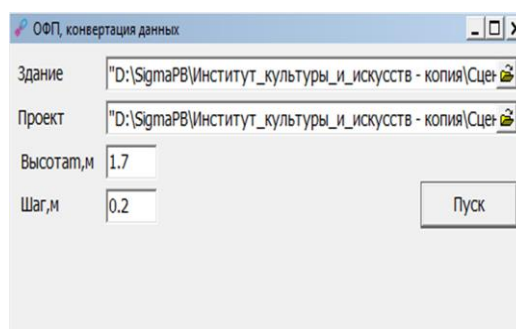 ОФП, конвертация данных
Здание "D:\SigmaPB\Институт_культуры_и_искусств - копия\Сцен
Проект "D:\SigmaPB\Институт_культуры_и_искусств - копия\Сцен
Высотаm,м 1.7
Шаг,м 0.2
Пуск